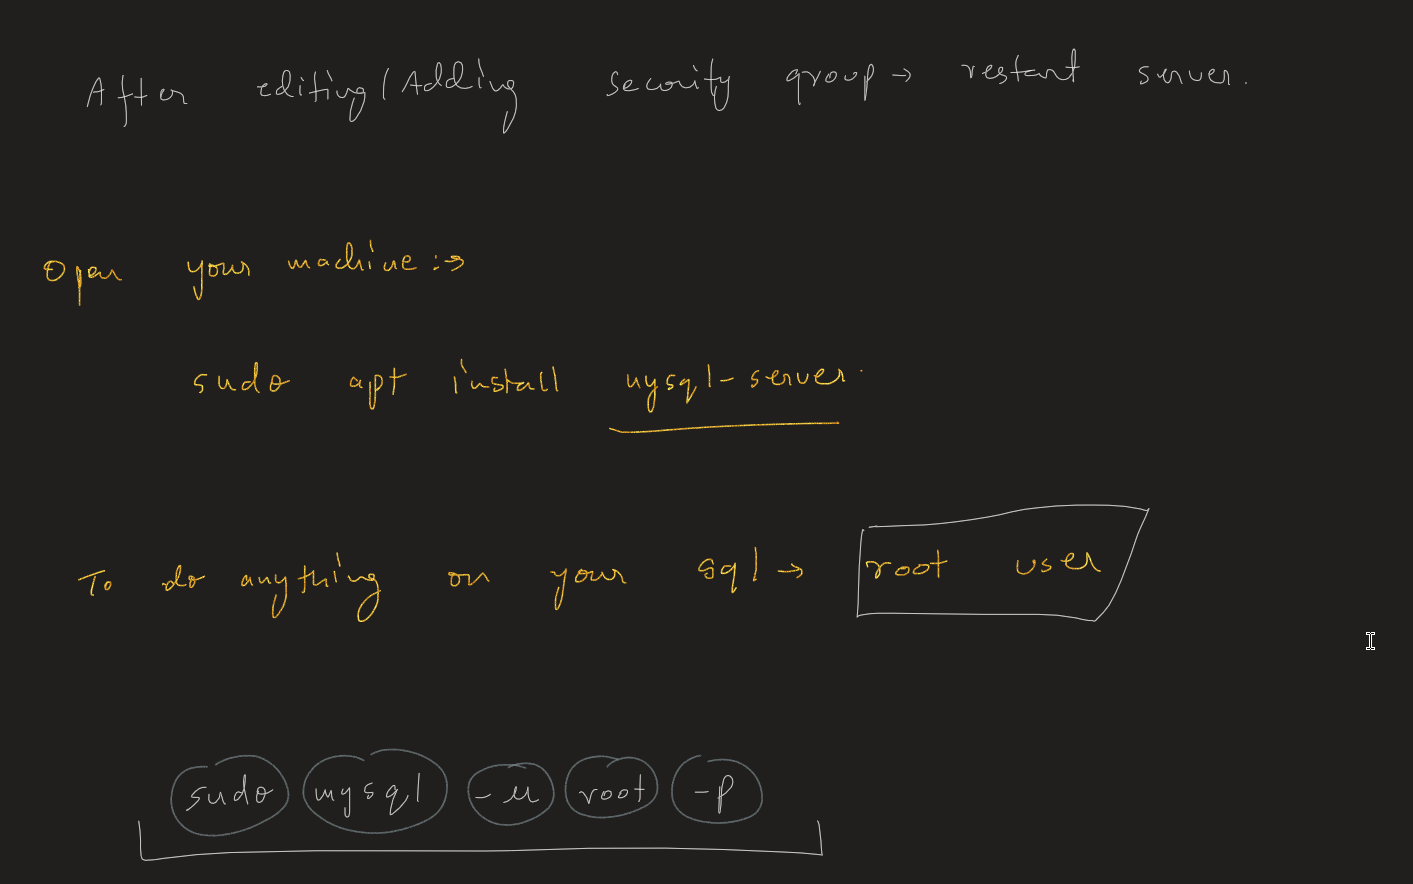 After editing/Adding security group → restart server.
Open your machine :→
sudo apt install mysql-server.
To do anything on your sql → root user
sudo mysql -u root -p